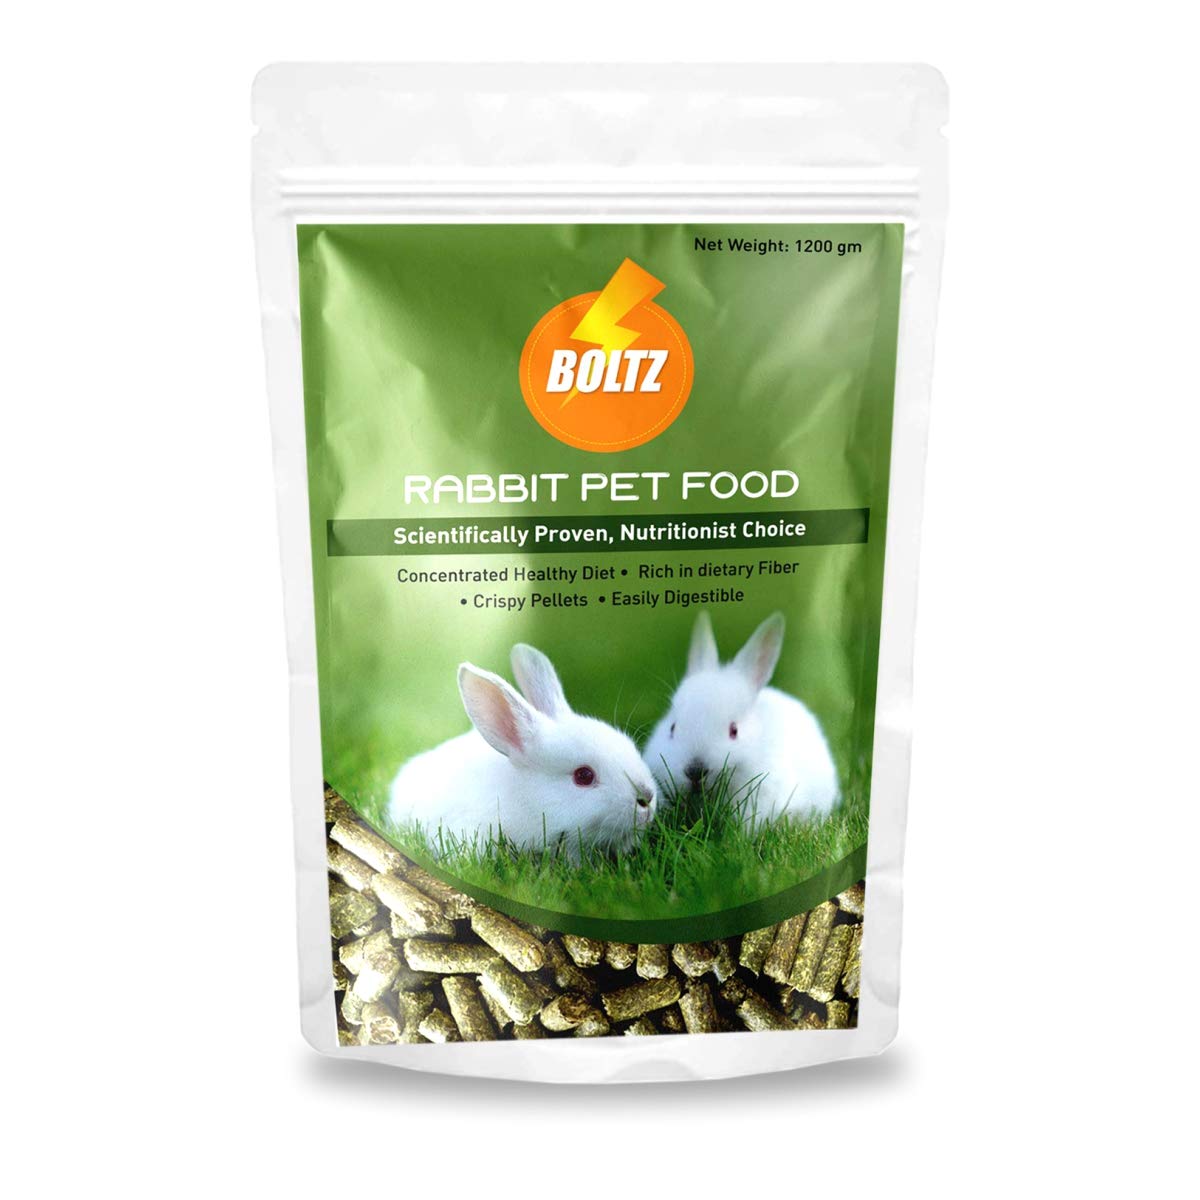 Net Weight: 1200 gm
BOLTZ
RABBIT PET FOOD
Scientifically Proven, Nutritionist Choice
Concentrated Healthy Diet • Rich in dietary Fiber
• Crispy Pellets • Easily Digestible